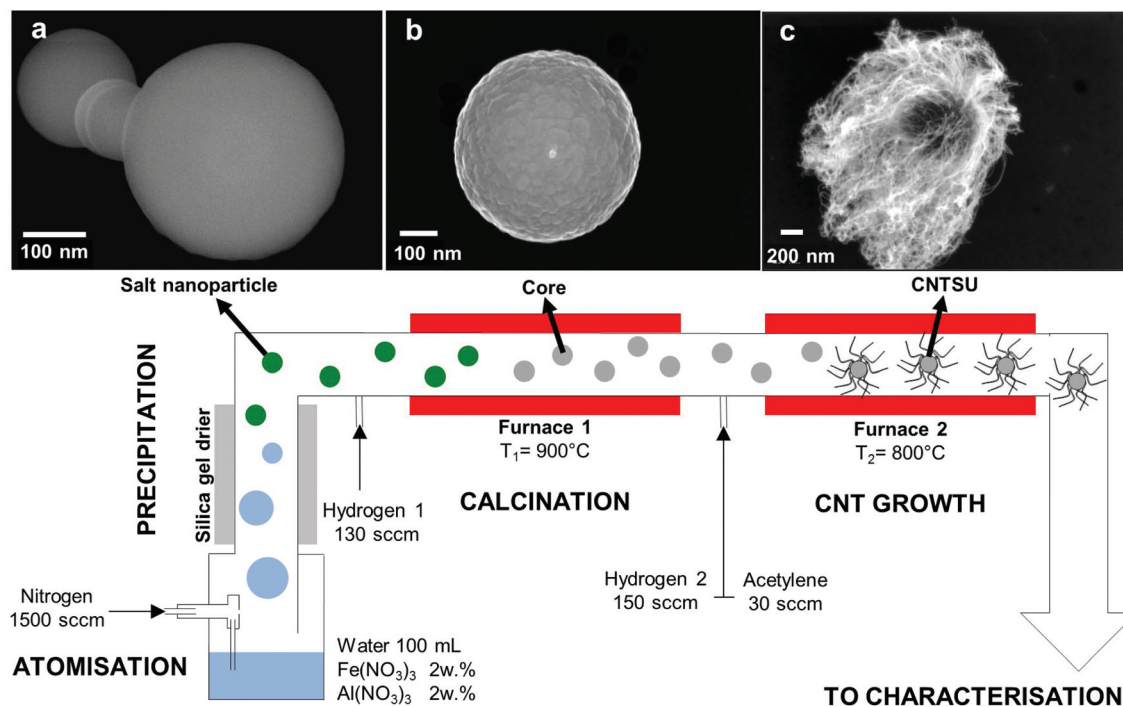 a
b
c
100 nm
100 nm
200 nm
Salt nanoparticle
Core
CNTSU
PRECIPITATION
Silica gel drier
Furnace 1
T₁= 900°C
Furnace 2
T₂= 800°C
CALCINATION
CNT GROWTH
Hydrogen 1
130 sccm
Hydrogen 2
150 sccm
Acetylene
30 sccm
Nitrogen
1500 sccm
ATOMISATION
Water 100 mL
Fe(NO₃)₃ 2w.%
Al(NO₃)₃ 2w.%
TO CHARACTERISATION